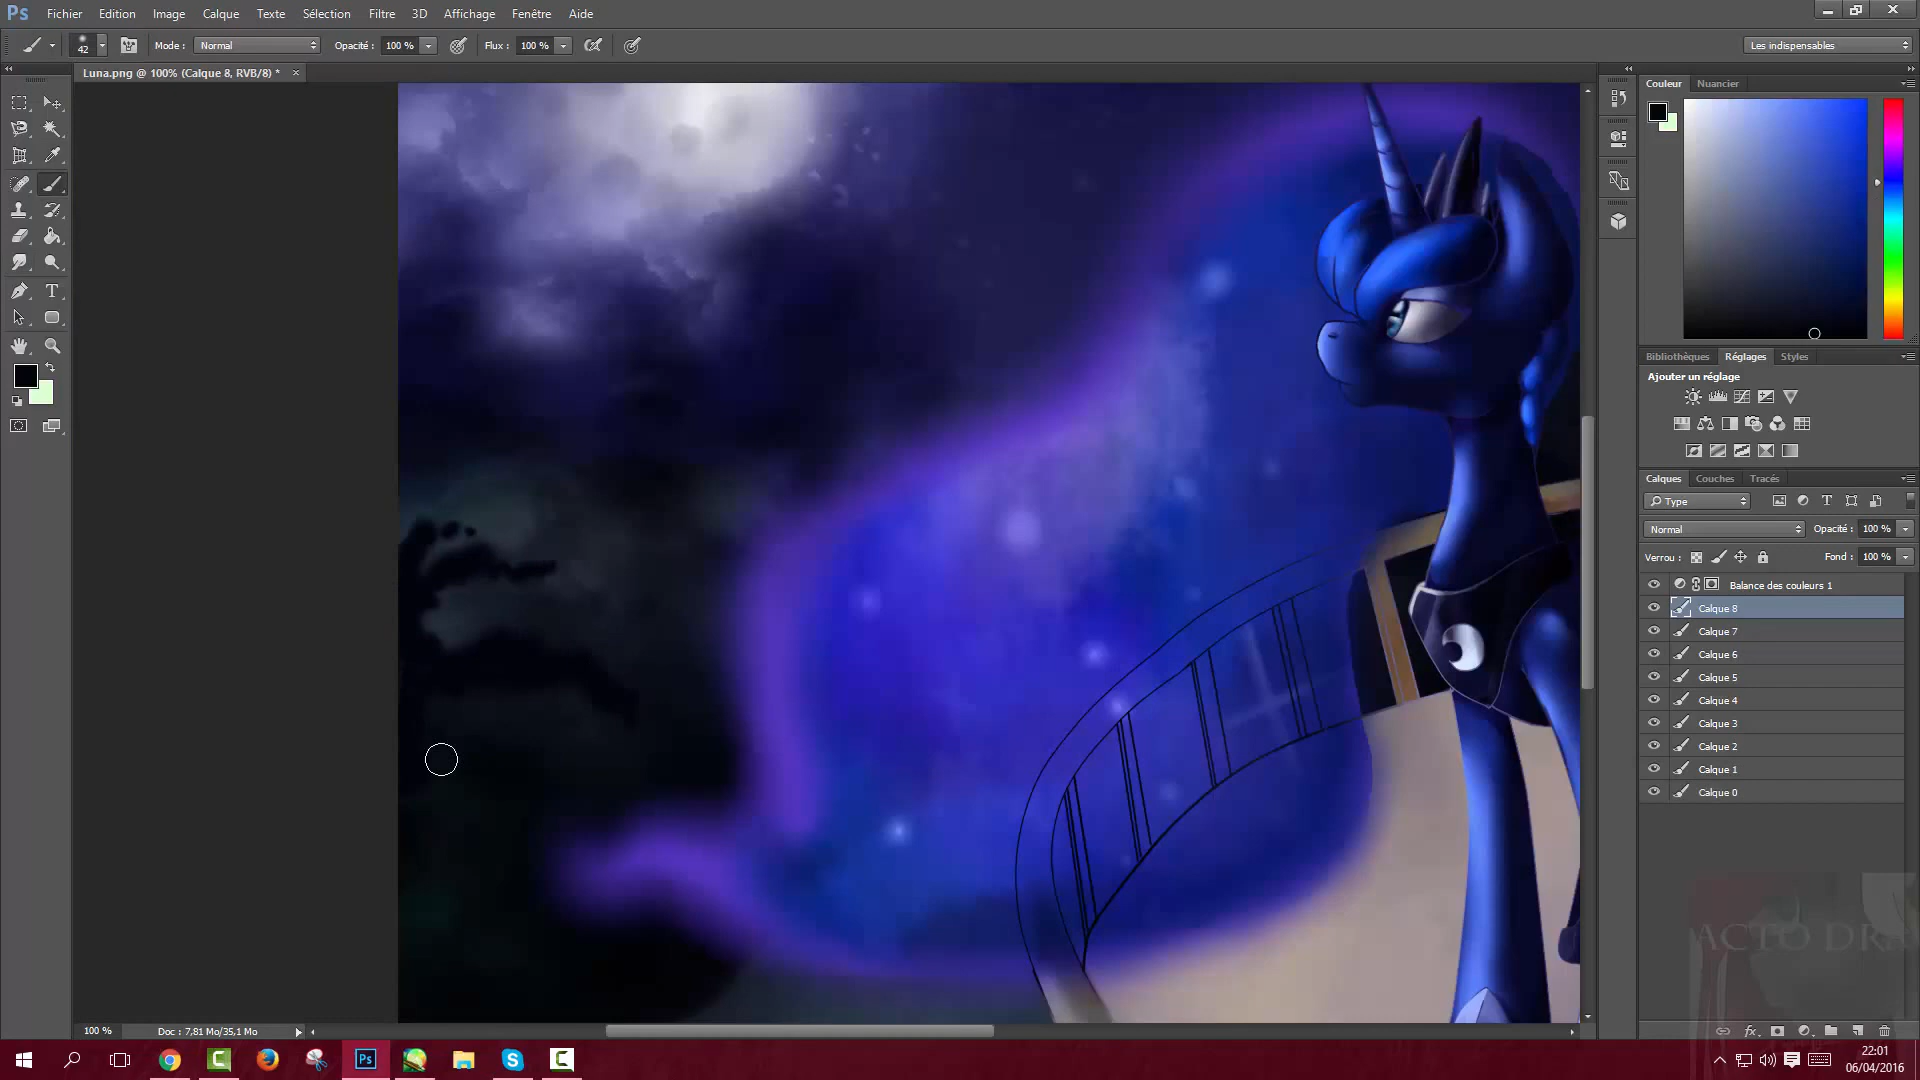 Ps Fichier Edition Image Calque Texte Sélection Filtre 3D Affichage Fenêtre Aide
42 Mode : Normal Opacité : 100 % Flux : 100 % Les indispensables
Luna.png @ 100% (Calque 8, RVB/8) * ×
Couleur Nuancier
Bibliothèques Réglages Styles
Ajouter un réglage
Calques Couches Tracés
Type
Normal Opacité : 100 %
Verrou : Fond : 100 %
Balance des couleurs 1
Calque 8
Calque 7
Calque 6
Calque 5
Calque 4
Calque 3
Calque 2
Calque 1
Calque 0
ACTO DR
100 % Doc : 7,81 Mo/35,1 Mo
22:01
06/04/2016